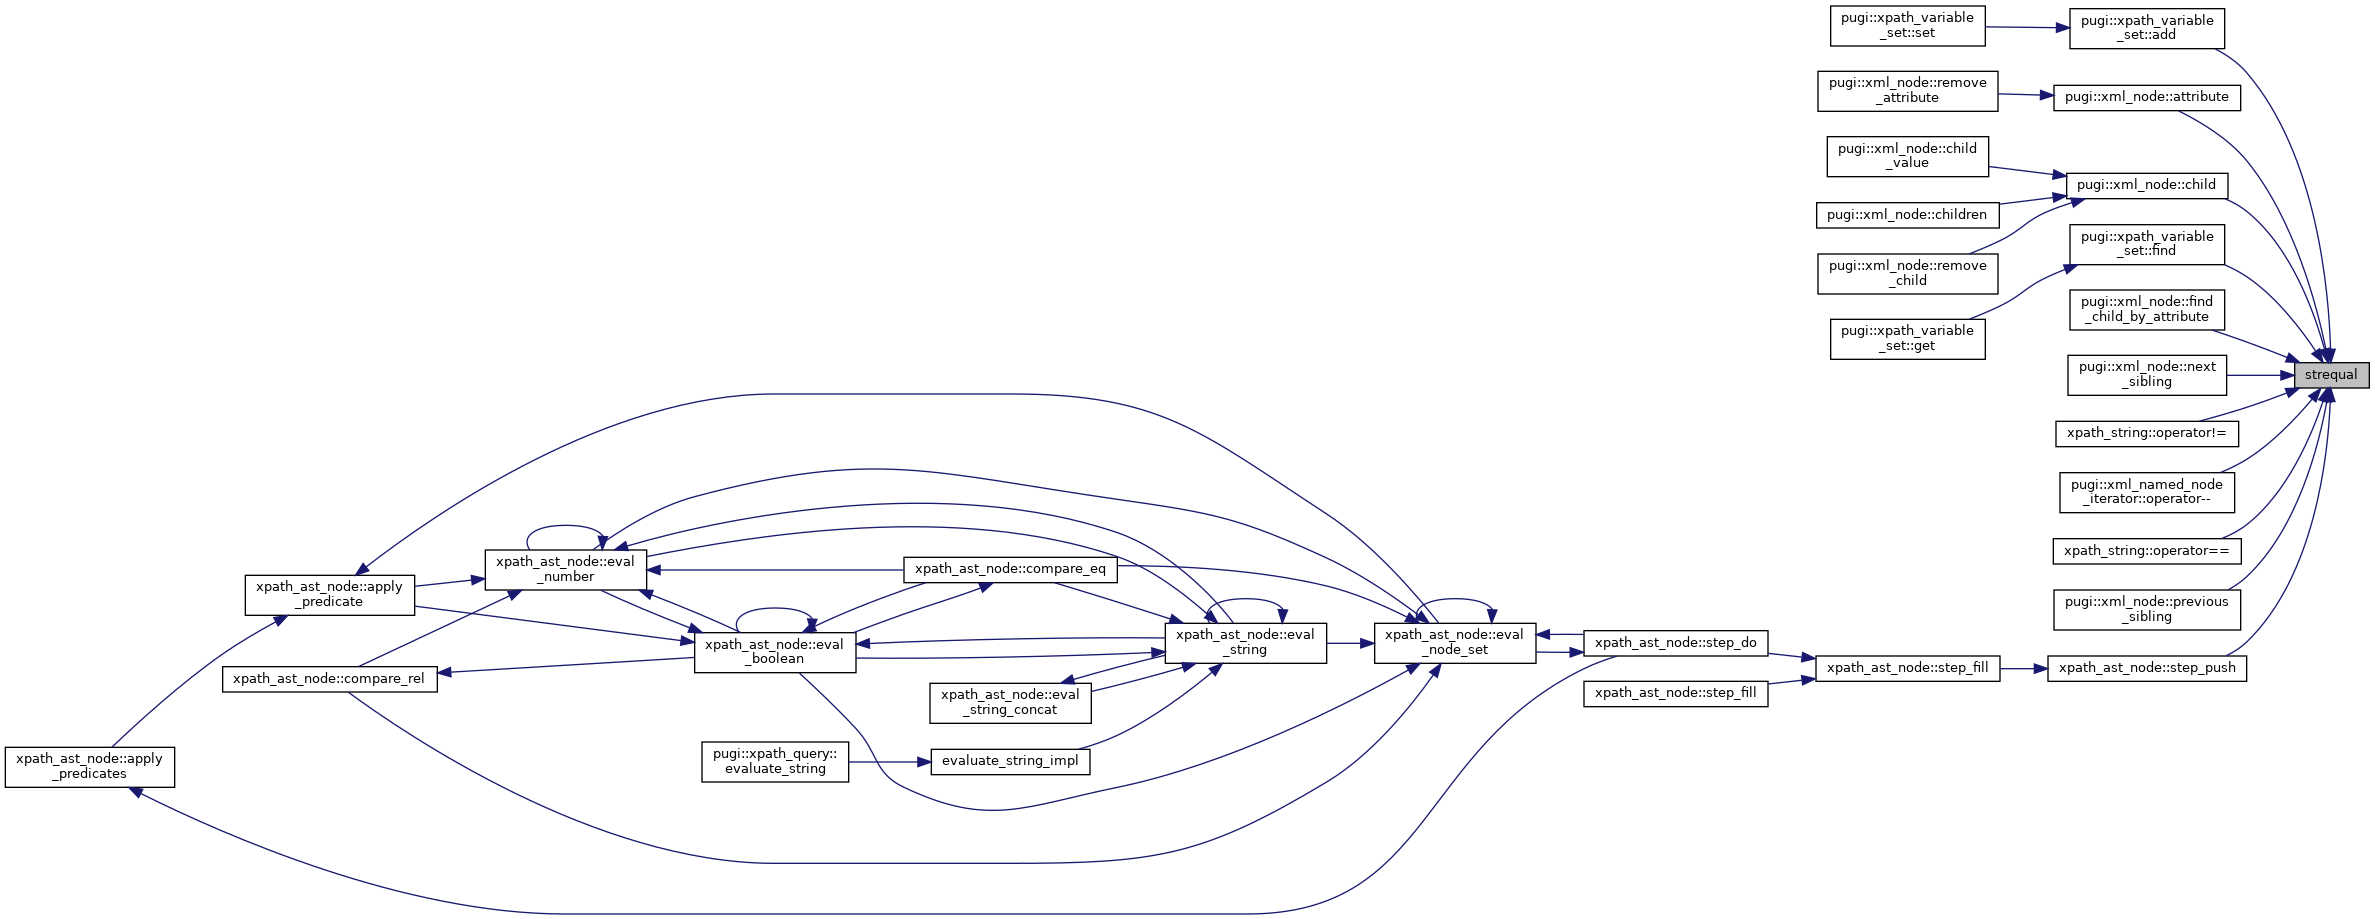 pugi::xpath_variable
_set::set
pugi::xpath_variable
_set::add
pugi::xml_node::remove
_attribute
pugi::xml_node::attribute
pugi::xml_node::child
_value
pugi::xml_node::child
pugi::xml_node::children
pugi::xpath_variable
_set::find
pugi::xml_node::remove
_child
pugi::xml_node::find
_child_by_attribute
pugi::xpath_variable
_set::get
pugi::xml_node::next
_sibling
strequal
xpath_string::operator!=
pugi::xml_named_node
_iterator::operator--
xpath_string::operator==
pugi::xml_node::previous
_sibling
xpath_ast_node::eval
_number
xpath_ast_node::compare_eq
xpath_ast_node::apply
_predicate
xpath_ast_node::eval
_boolean
xpath_ast_node::eval
_string
xpath_ast_node::eval
_node_set
xpath_ast_node::step_do
xpath_ast_node::step_fill
xpath_ast_node::step_push
xpath_ast_node::compare_rel
xpath_ast_node::eval
_string_concat
xpath_ast_node::step_fill
xpath_ast_node::apply
_predicates
pugi::xpath_query::
evaluate_string
evaluate_string_impl